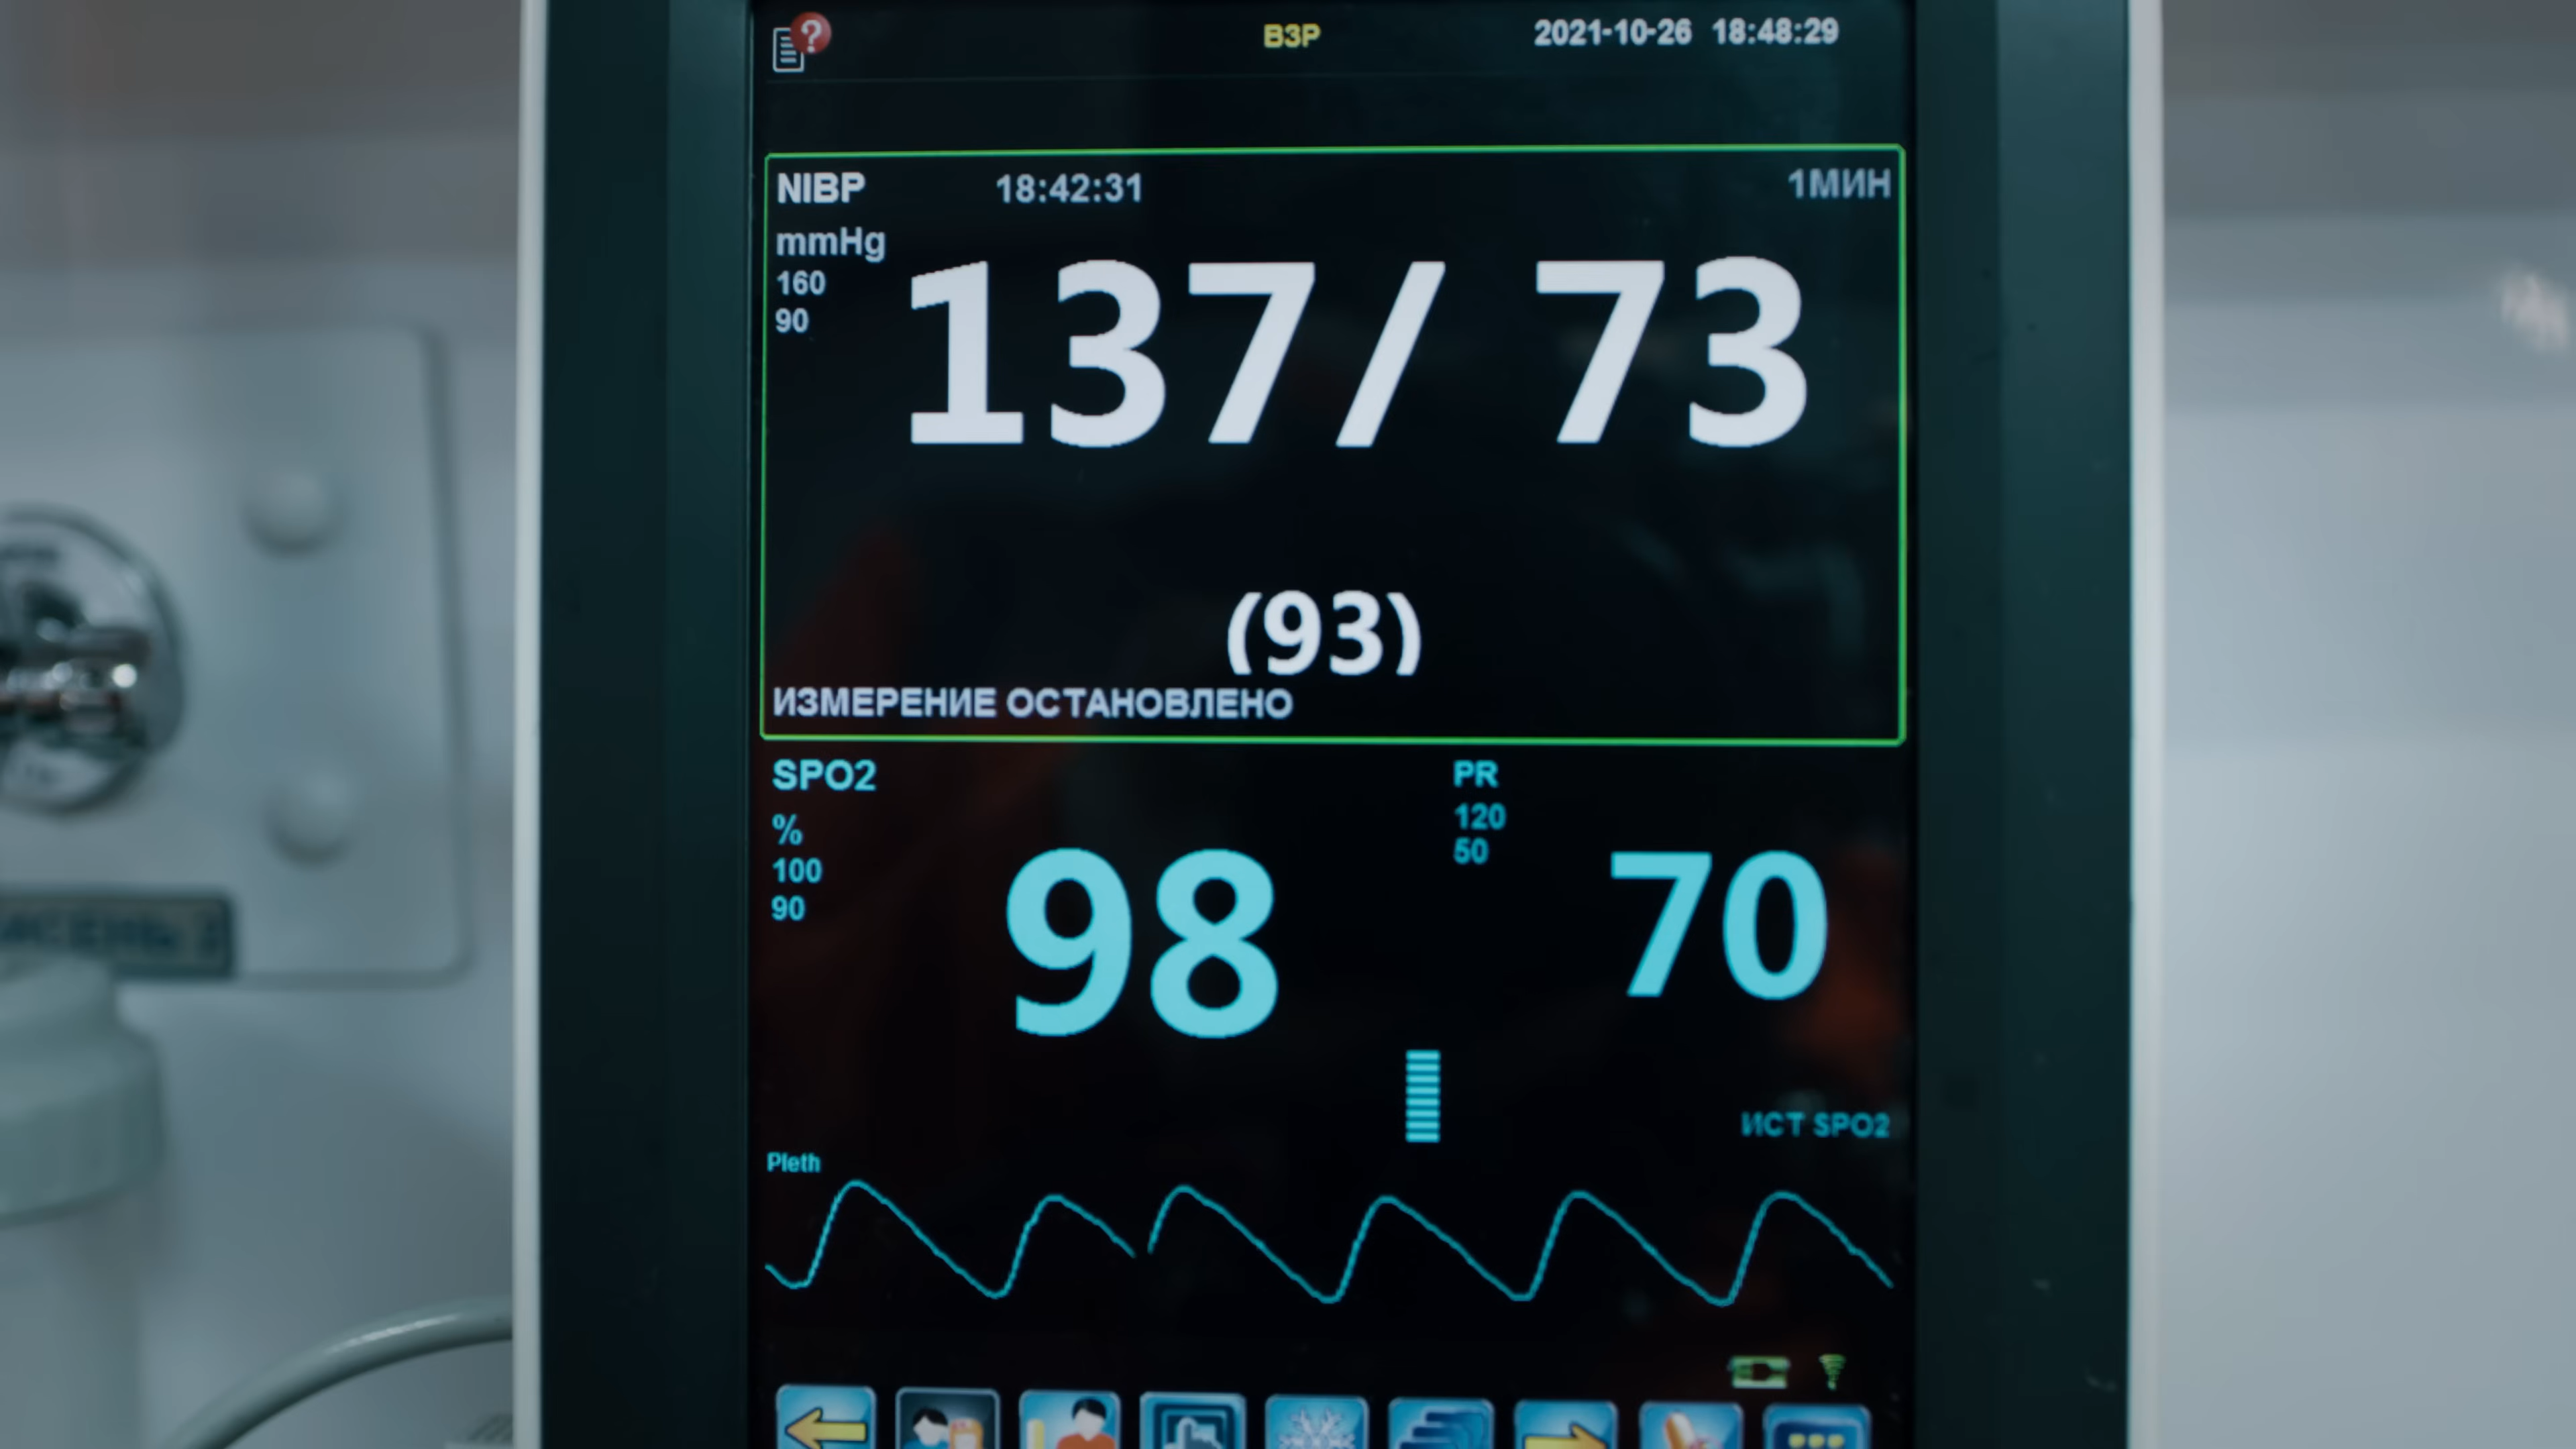 ?
ВЗР 2021-10-26 18:48:29
NIBP 18:42:31 1МИН
mmHg
160
90
137/ 73
(93)
ИЗМЕРЕНИЕ ОСТАНОВЛЕНО
SPO2
%
100
90
98
PR
120
50
70
ИСТ SPO2
Pleth